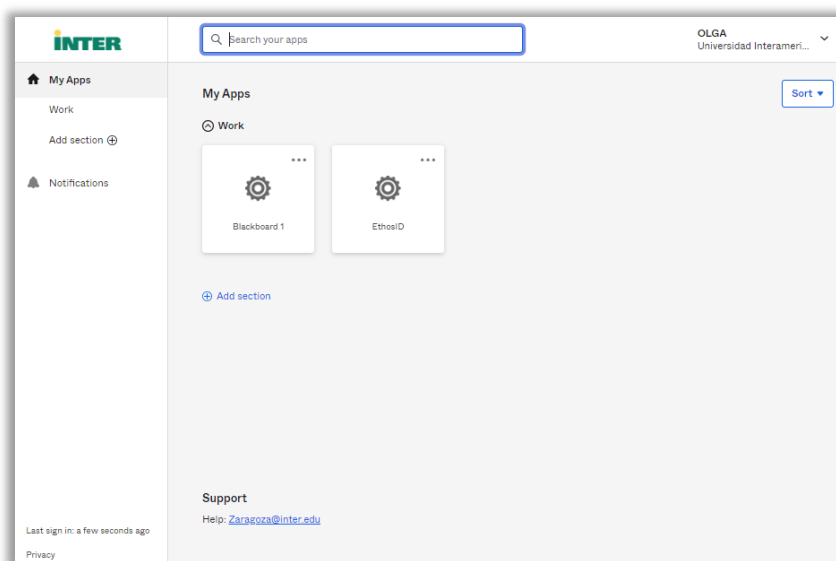 INTER
Search your apps
OLGA
Universidad Interameri...
My Apps
Work
Add section
Notifications
My Apps
Sort
Work
Blackboard 1
EthosID
Add section
Support
Help: Zaragoza@inter.edu
Last sign in: a few seconds ago
Privacy